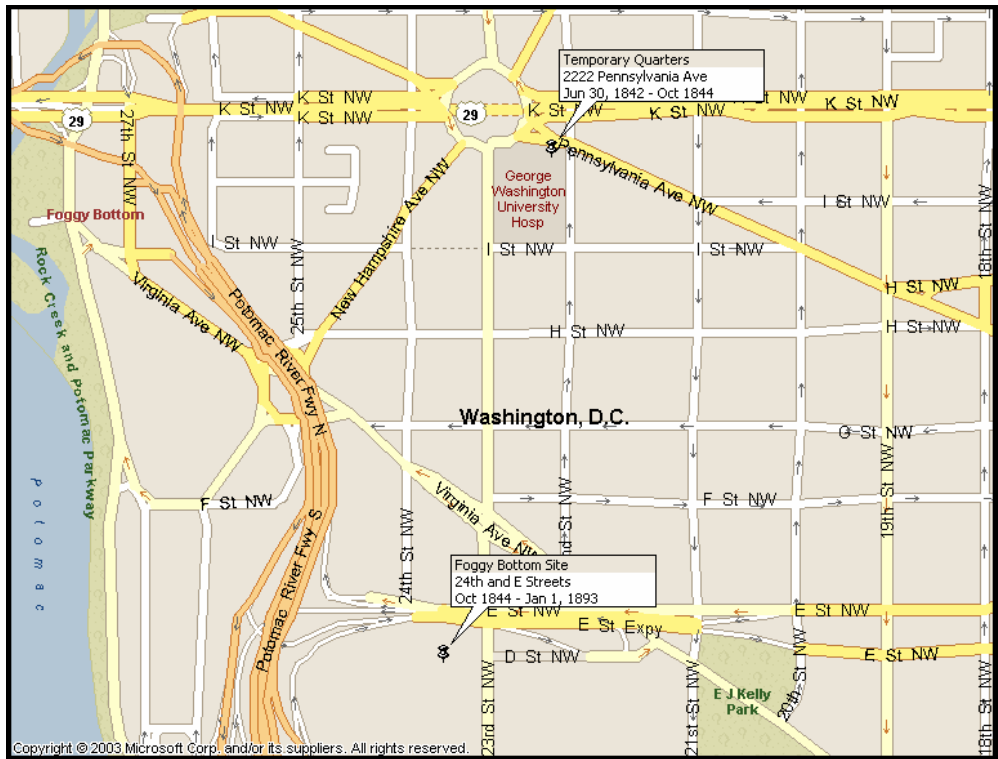 Temporary Quarters
2222 Pennsylvania Ave
Jun 30, 1842 - Oct 1844
K St NW
K St NW
K St NW
St NW
K St NW
K St NW
29
29
27th St NW
Pennsylvania Ave NW
George
Washington
University
Hosp
Foggy Bottom
New Hampshire Ave NW
I St NW
18th St NW
I St NW
I St NW
I St NW
25th St NW
Rock Creek and Potomac Parkway
Virginia Ave NW
Potomac River Fwy N
H St NW
H St NW
H St NW
Washington, D.C.
G St NW
Potomac
F St NW
F St NW
Virginia Ave NW
19th St NW
24th St NW
nd St NW
Potomac River Fwy S
Foggy Bottom Site
24th and E Streets
Oct 1844 - Jan 1, 1893
E St NW
E St NW
E St Expy
D St NW
E St NW
E J Kelly
Park
23rd St NW
21st St NW
20th St NW
18th St NW
Copyright © 2003 Microsoft Corp. and/or its suppliers. All rights reserved.